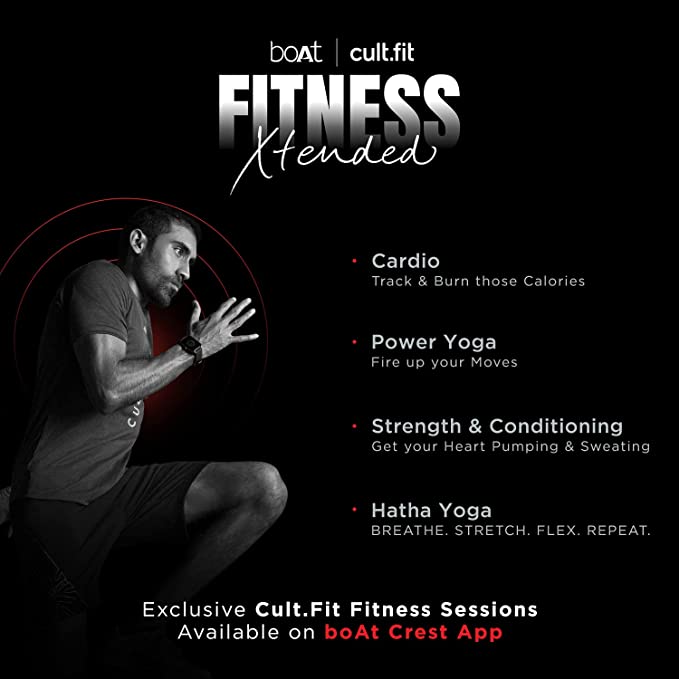 boAt | cult.fit
FITNESS
Xtended
Cardio
Track & Burn those Calories
Power Yoga
Fire up your Moves
Strength & Conditioning
Get your Heart Pumping & Sweating
Hatha Yoga
BREATHE. STRETCH. FLEX. REPEAT.
CU
Exclusive Cult.Fit Fitness Sessions
Available on boAt Crest App